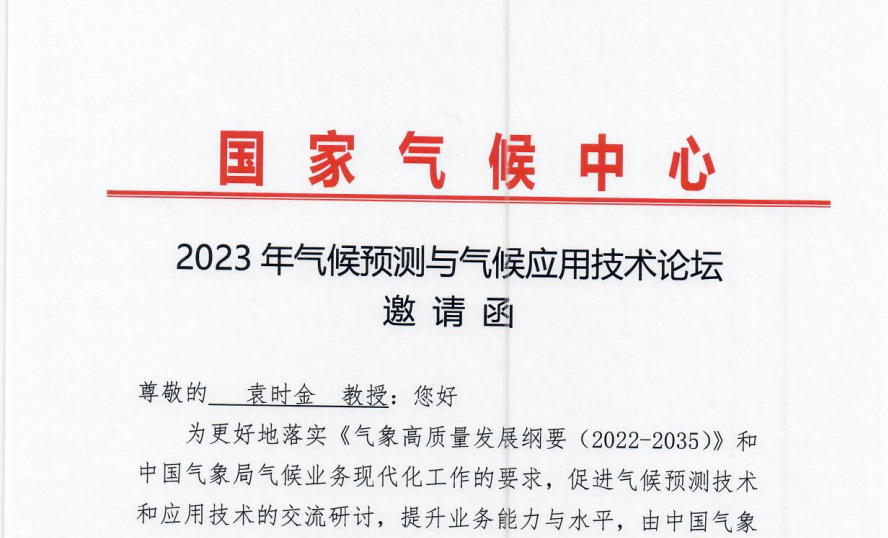 国家气候中心
2023 年气候预测与气候应用技术论坛
邀 请 函
尊敬的 袁时金 教授：您好
为更好地落实《气象高质量发展纲要（2022-2035)》和
中国气象局气候业务现代化工作的要求，促进气候预测技术
和应用技术的交流研讨，提升业务能力与水平，由中国气象